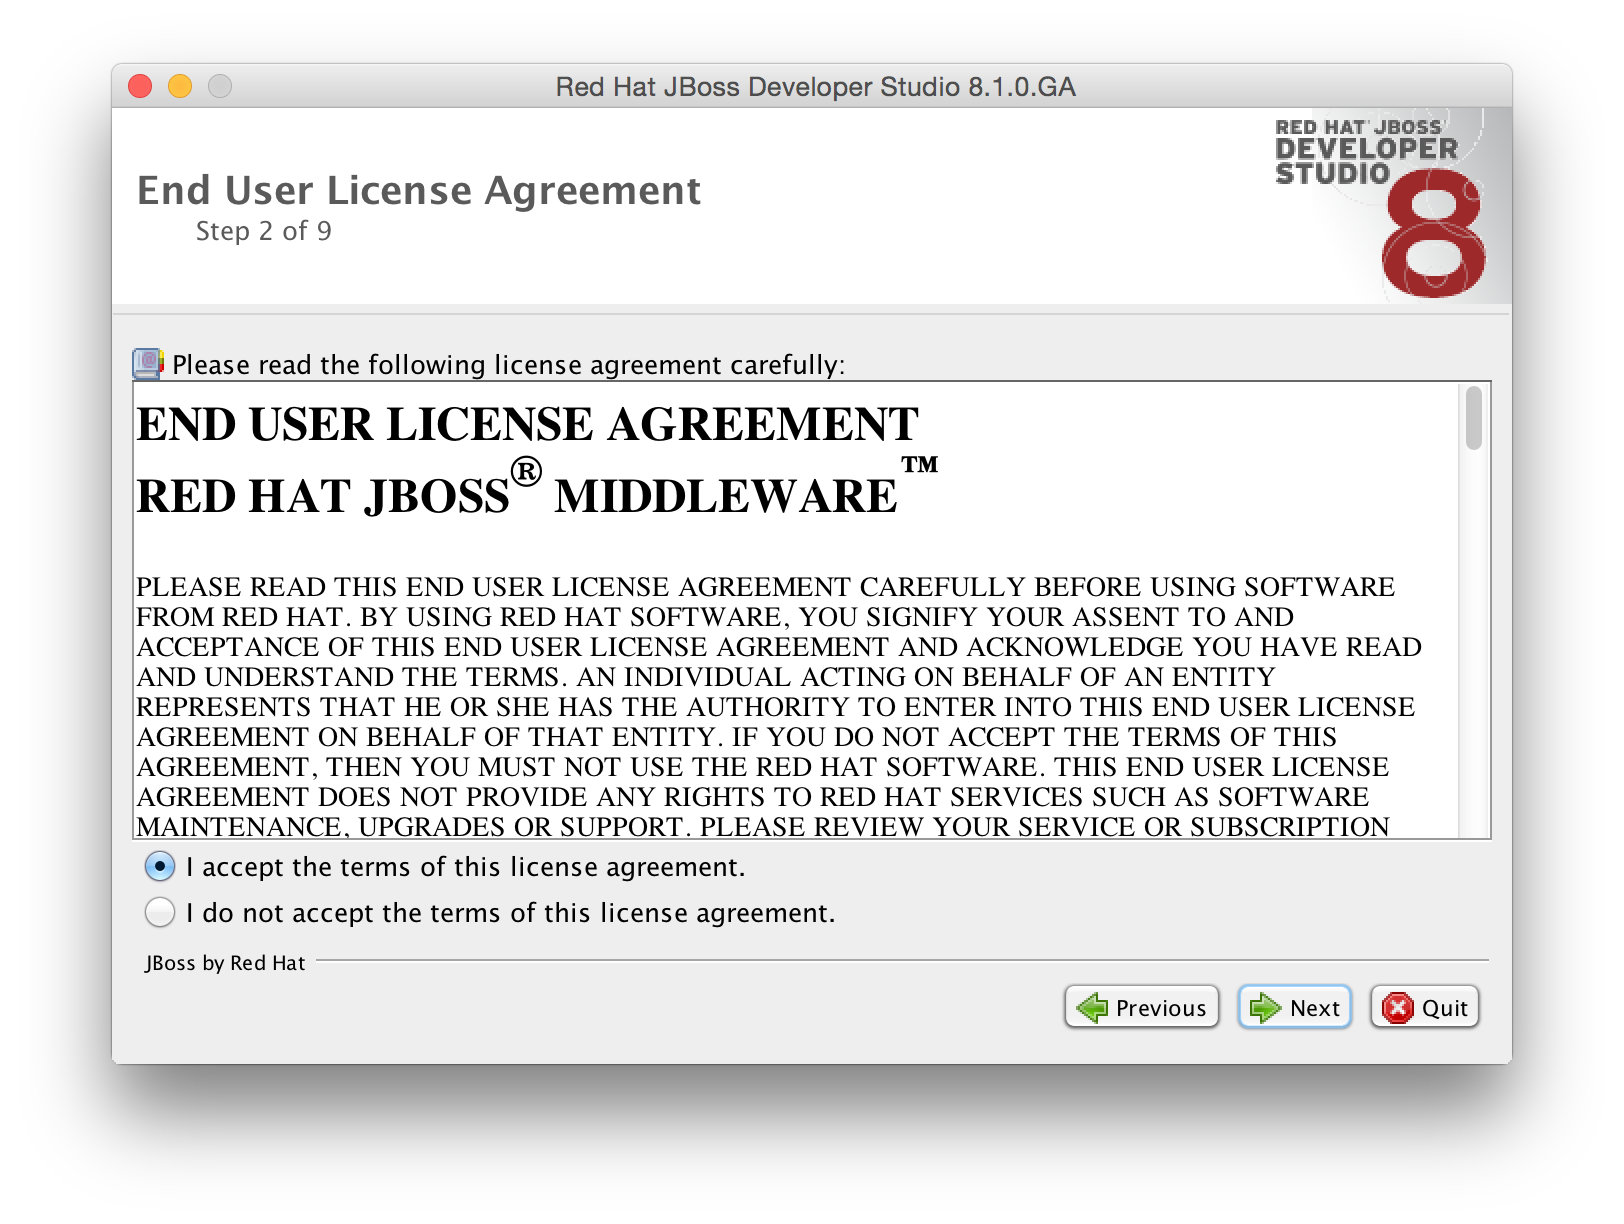 Red Hat JBoss Developer Studio 8.1.0.GA
RED HAT® JBOSS®
DEVELOPER
STUDIO
8
End User License Agreement
Step 2 of 9
Please read the following license agreement carefully:
END USER LICENSE AGREEMENT
RED HAT JBOSS® MIDDLEWARE™
PLEASE READ THIS END USER LICENSE AGREEMENT CAREFULLY BEFORE USING SOFTWARE
FROM RED HAT. BY USING RED HAT SOFTWARE, YOU SIGNIFY YOUR ASSENT TO AND
ACCEPTANCE OF THIS END USER LICENSE AGREEMENT AND ACKNOWLEDGE YOU HAVE READ
AND UNDERSTAND THE TERMS. AN INDIVIDUAL ACTING ON BEHALF OF AN ENTITY
REPRESENTS THAT HE OR SHE HAS THE AUTHORITY TO ENTER INTO THIS END USER LICENSE
AGREEMENT ON BEHALF OF THAT ENTITY. IF YOU DO NOT ACCEPT THE TERMS OF THIS
AGREEMENT, THEN YOU MUST NOT USE THE RED HAT SOFTWARE. THIS END USER LICENSE
AGREEMENT DOES NOT PROVIDE ANY RIGHTS TO RED HAT SERVICES SUCH AS SOFTWARE
MAINTENANCE, UPGRADES OR SUPPORT. PLEASE REVIEW YOUR SERVICE OR SUBSCRIPTION
I accept the terms of this license agreement.
I do not accept the terms of this license agreement.
JBoss by Red Hat
Previous
Next
Quit